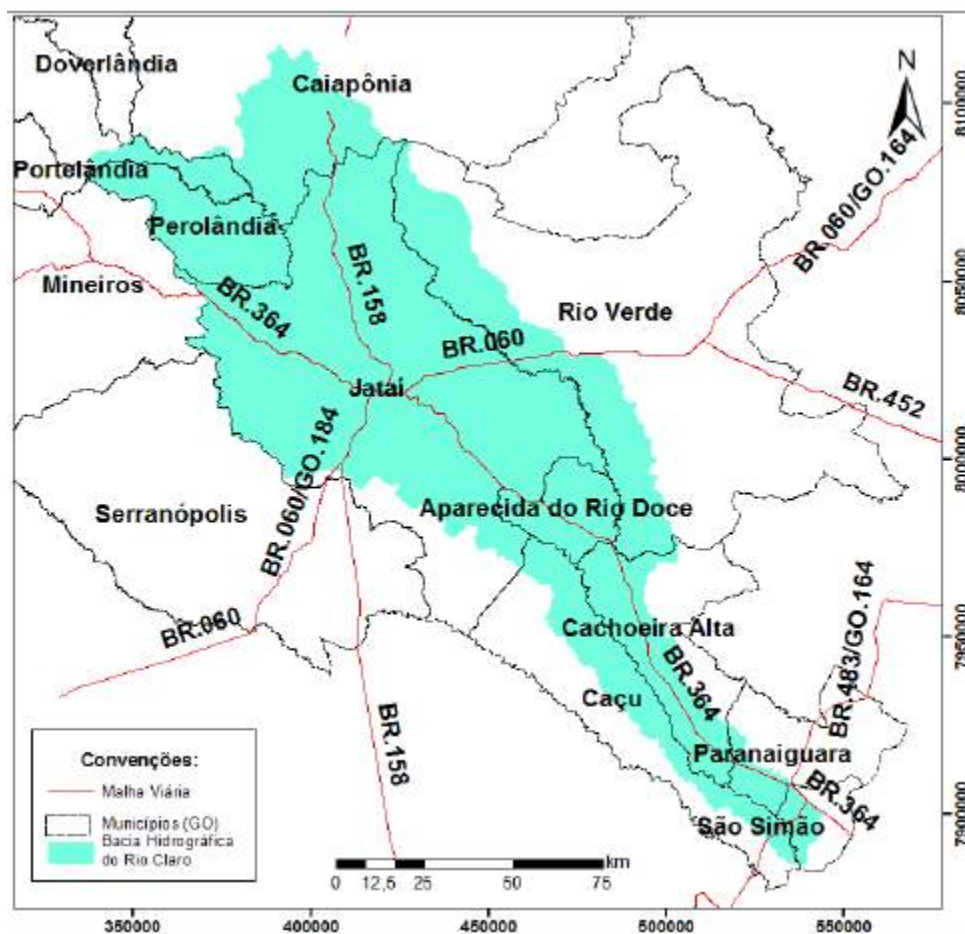 Doverlândia
Caiapônia
N
8100000
Portelândia
Perolândia
BR.060/GO.164
Mineiros
BR.364
BR.158
Rio Verde
8050000
BR.060
Jataí
BR.452
BR.060/GO.184
8000000
Serranópolis
Aparecida do Rio Doce
BR.060
Cachoeira Alta
BR.483/GO.164
7950000
BR.364
Caçu
BR.158
Paranaiguara
BR.364
São Simão
7900000
Convenções:
Malha Viária
Municípios (GO)
Bacia Hidrográfica
do Rio Claro
km
0 12,5 25 50 75
350000 400000 450000 500000 550000